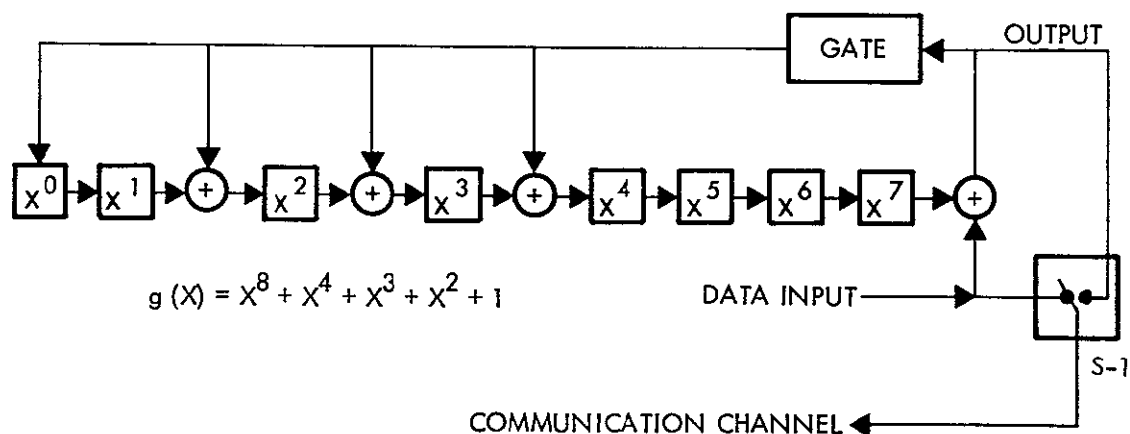 GATE
OUTPUT
X⁰ X¹ + X² + X³ + X⁴ X⁵ X⁶ X⁷ +
g (X) = X⁸ + X⁴ + X³ + X² + 1
DATA INPUT
S-1
COMMUNICATION CHANNEL